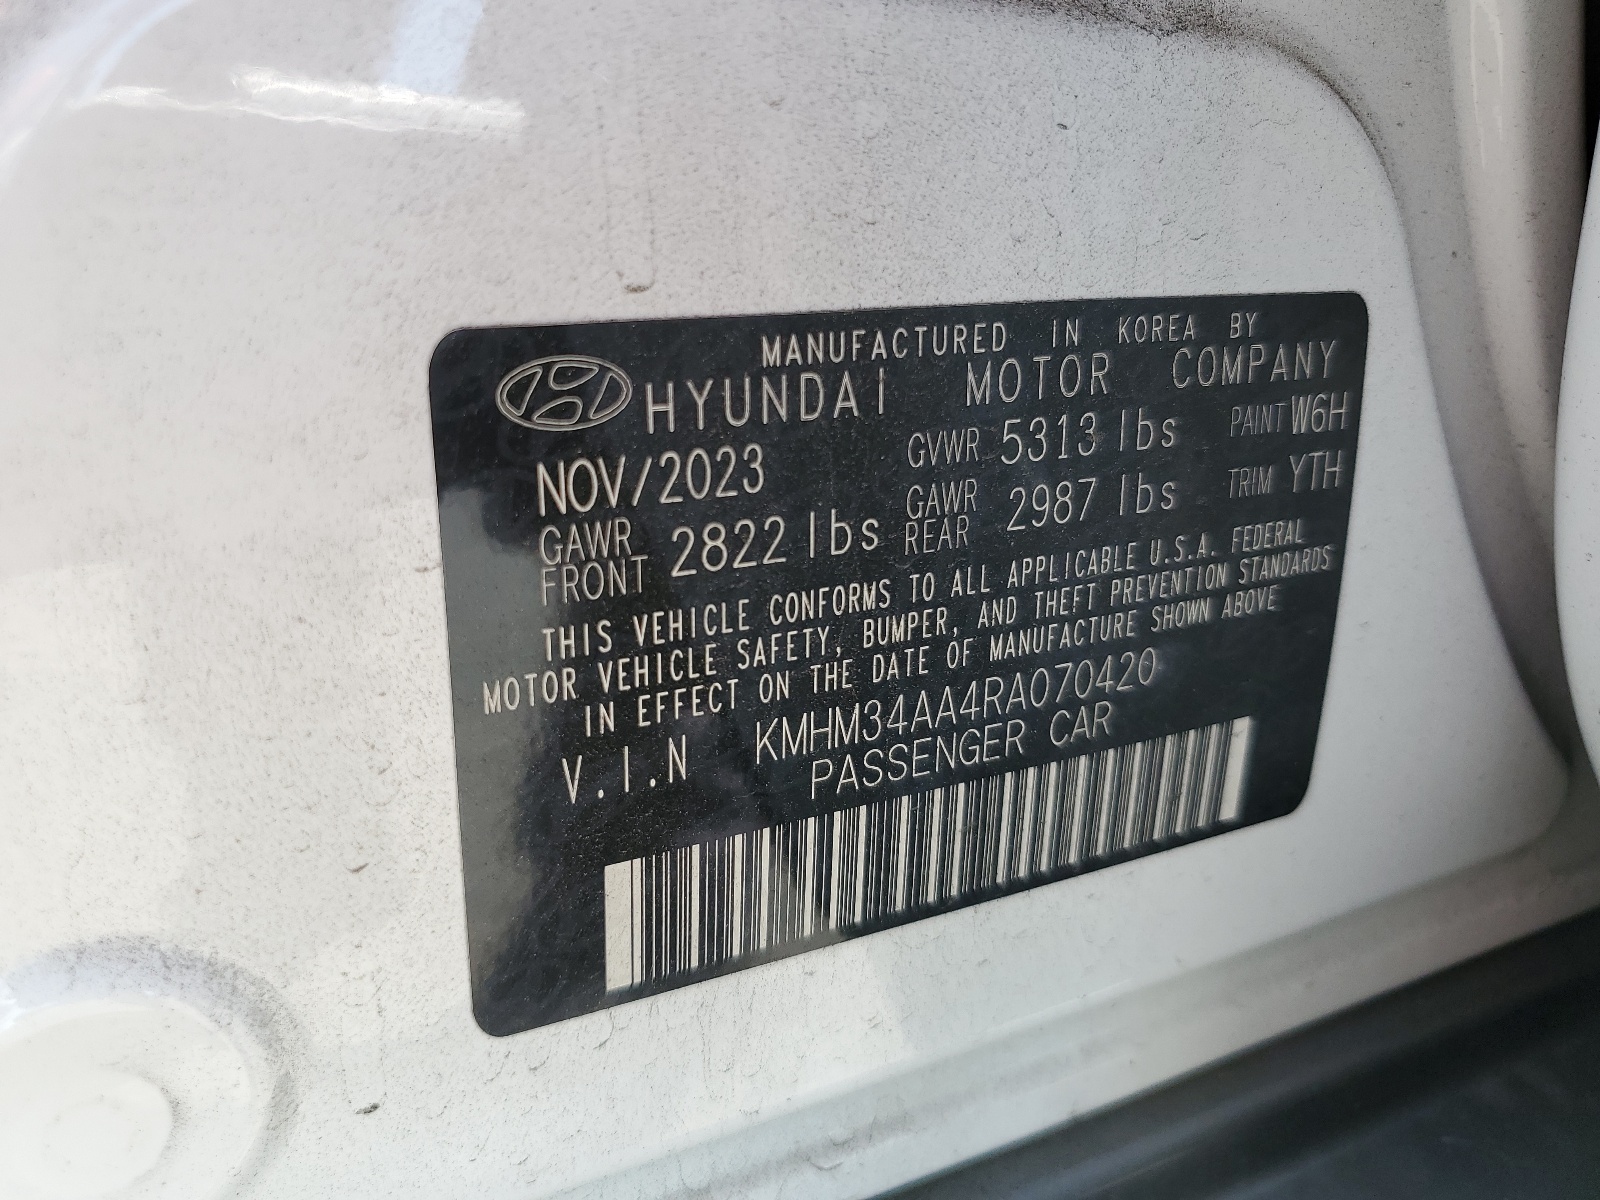 MANUFACTURED IN KOREA BY
HYUNDAI MOTOR COMPANY
NOV/2023 GVWR 5313 lbs PAINT W6H
GAWR FRONT 2822 lbs GAWR REAR 2987 lbs TRIM YTH
THIS VEHICLE CONFORMS TO ALL APPLICABLE U.S.A. FEDERAL
MOTOR VEHICLE SAFETY, BUMPER, AND THEFT PREVENTION STANDARDS
IN EFFECT ON THE DATE OF MANUFACTURE SHOWN ABOVE
V.I.N KMHM34AA4RA070420
PASSENGER CAR